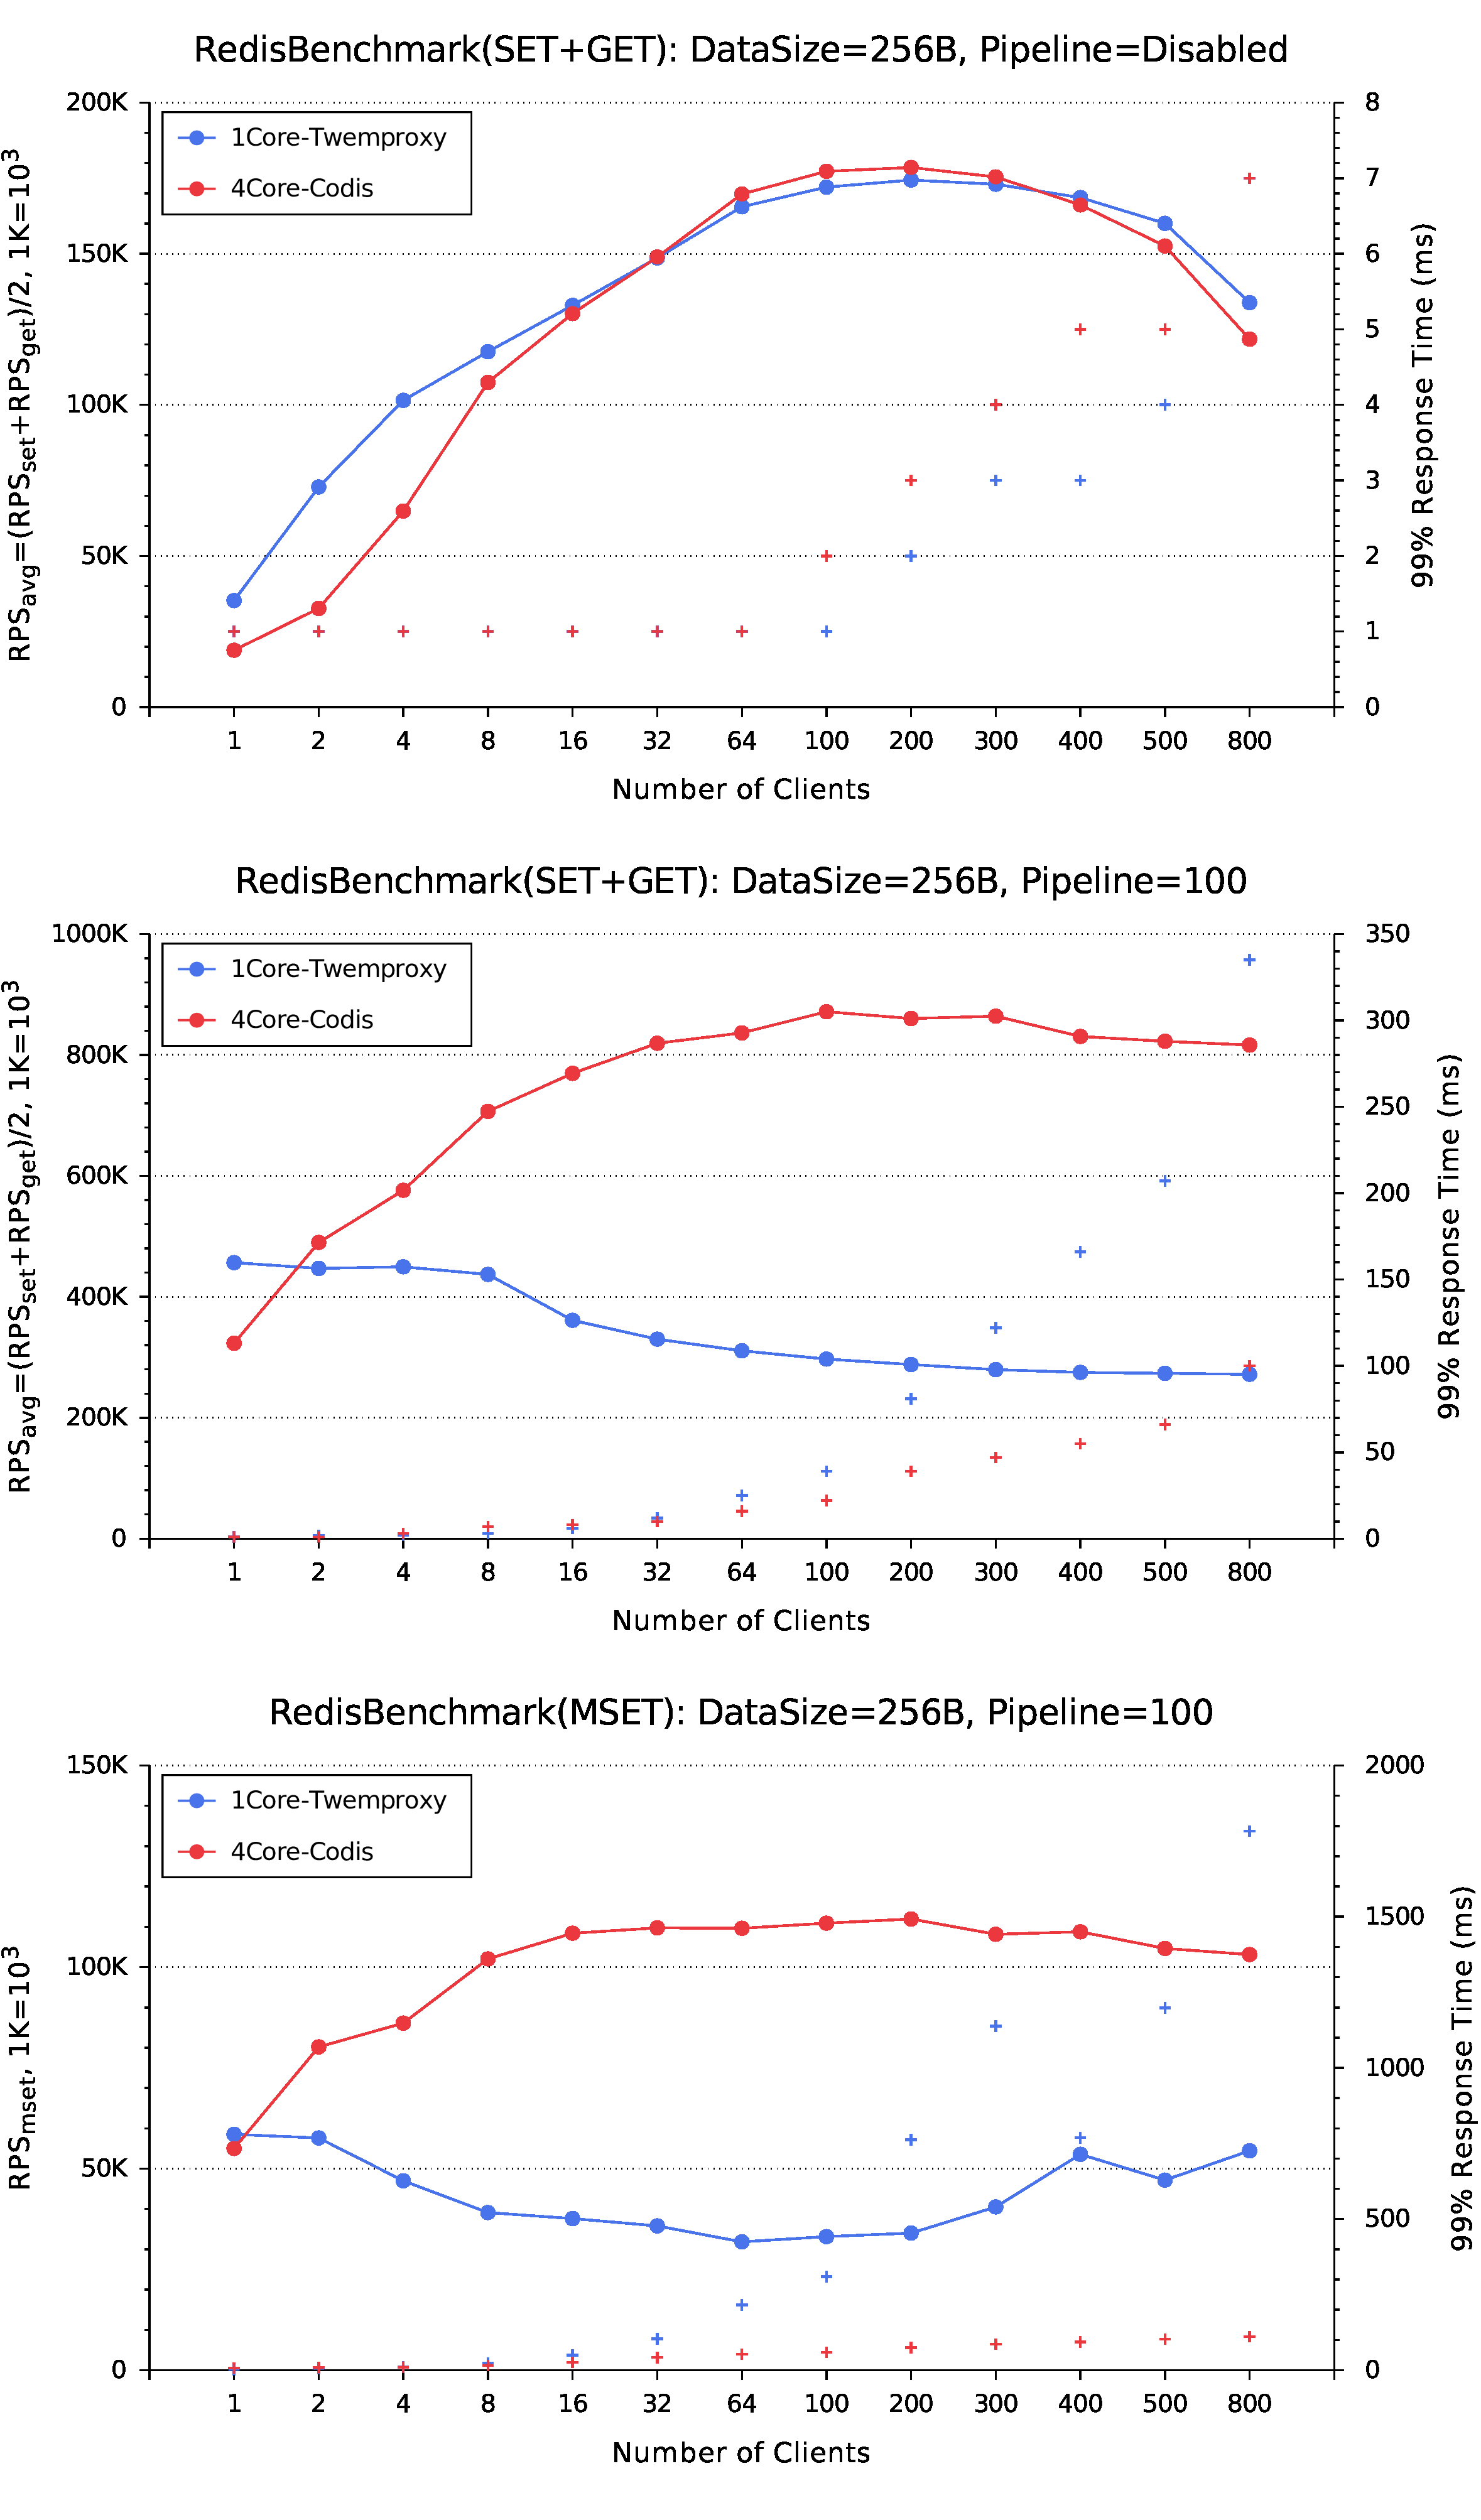 RedisBenchmark(SET+GET): DataSize=256B, Pipeline=Disabled
200K
150K
100K
50K
0
RPSavg=(RPSset+RPSget)/2, 1K=10³
1Core-Twemproxy
4Core-Codis
8
7
6
5
4
3
2
1
0
99% Response Time (ms)
1 2 4 8 16 32 64 100 200 300 400 500 800
Number of Clients
RedisBenchmark(SET+GET): DataSize=256B, Pipeline=100
1000K
800K
600K
400K
200K
0
RPSavg=(RPSset+RPSget)/2, 1K=10³
1Core-Twemproxy
4Core-Codis
350
300
250
200
150
100
50
0
99% Response Time (ms)
1 2 4 8 16 32 64 100 200 300 400 500 800
Number of Clients
RedisBenchmark(MSET): DataSize=256B, Pipeline=100
150K
100K
50K
0
RPSmset, 1K=10³
1Core-Twemproxy
4Core-Codis
2000
1500
1000
500
0
99% Response Time (ms)
1 2 4 8 16 32 64 100 200 300 400 500 800
Number of Clients